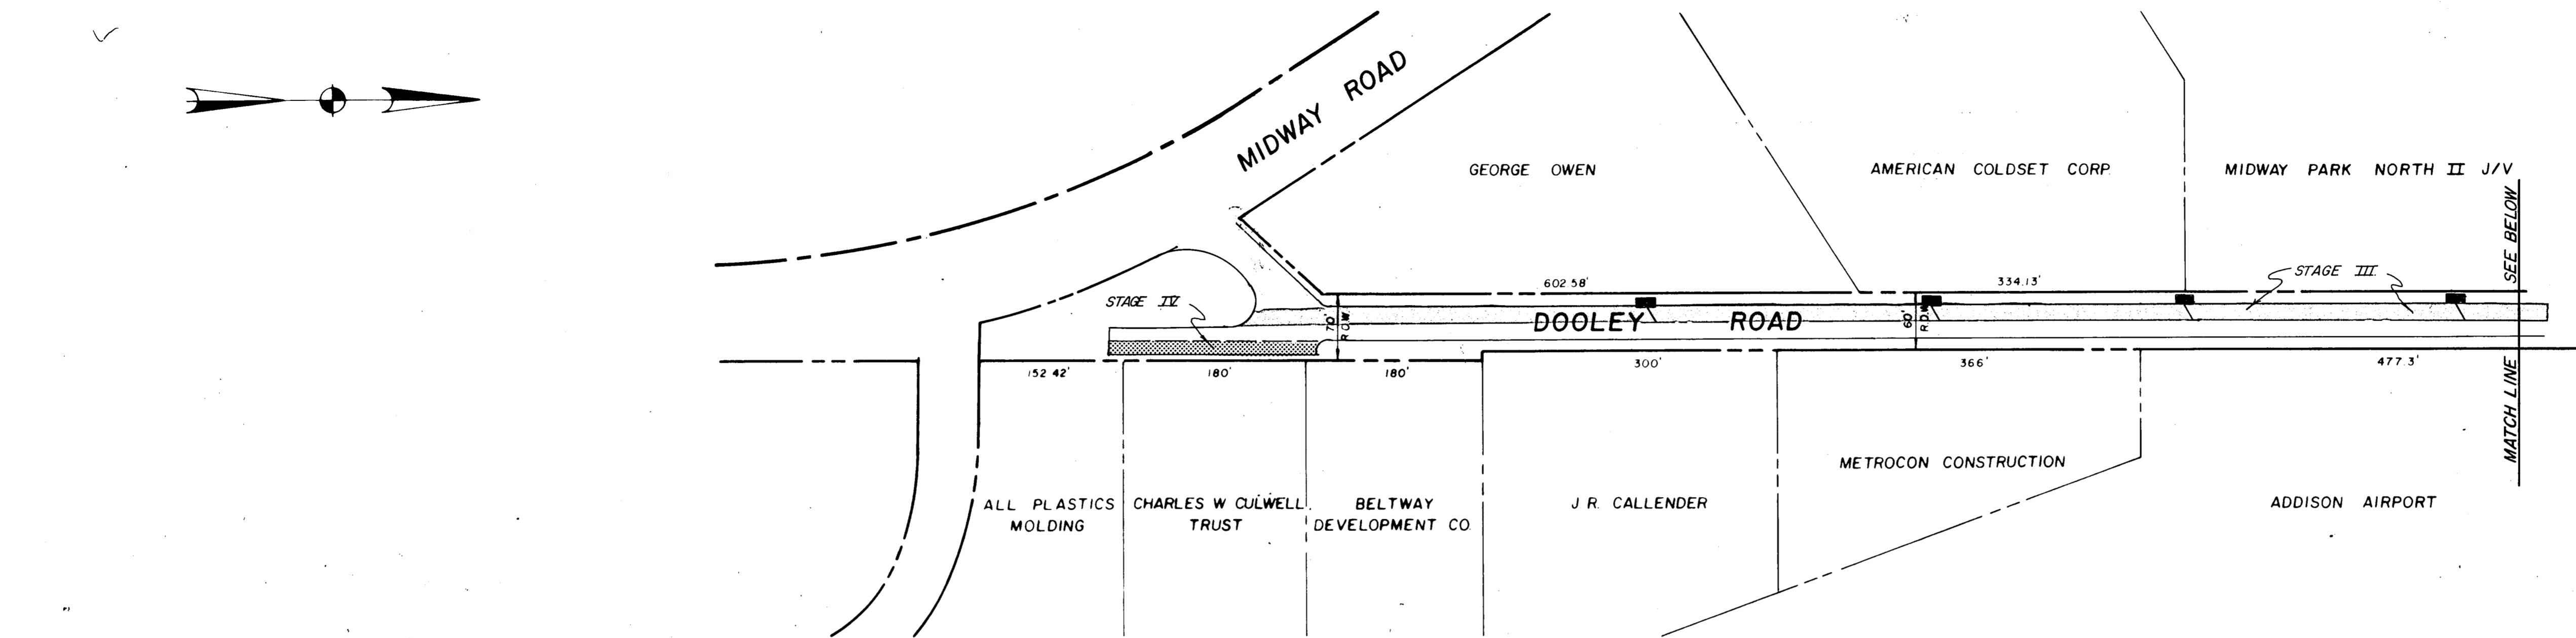 MIDWAY ROAD
GEORGE OWEN
AMERICAN COLDSET CORP.
MIDWAY PARK NORTH II J/V
SEE BELOW
MATCH LINE
STAGE III
STAGE IV
602.58'
334.13'
70'
R.O.W.
DOOLEY ROAD
60'
R.O.W.
152.42'
180'
180'
300'
366'
477.3'
ALL PLASTICS
MOLDING
CHARLES W CULWELL
TRUST
BELTWAY
DEVELOPMENT CO.
J.R. CALLENDER
METROCON CONSTRUCTION
ADDISON AIRPORT